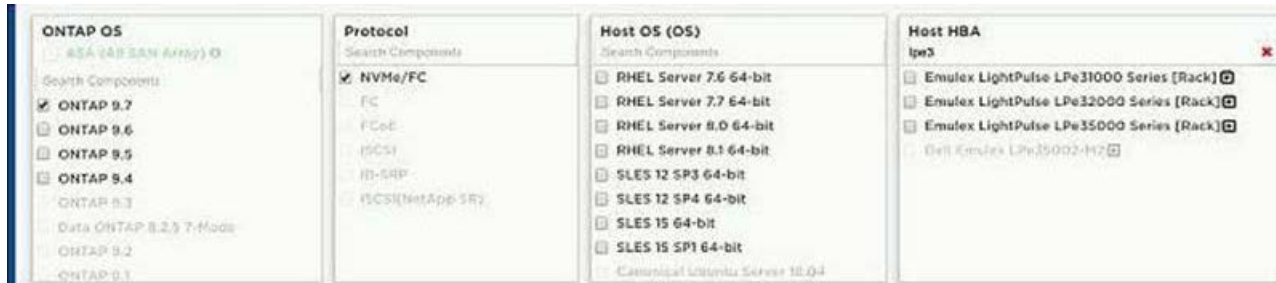 ONTAP OS
ASA (All SAN Array)
Search Components
ONTAP 9.7
ONTAP 9.6
ONTAP 9.5
ONTAP 9.4
ONTAP 9.3
Data ONTAP 8.2.5 7-Mode
ONTAP 9.2
ONTAP 9.1
Protocol
Search Components
NVMe/FC
FC
FCoE
iSCSI
IB-SRP
iSCSI(NetApp SR)
Host OS (OS)
Search Components
RHEL Server 7.6 64-bit
RHEL Server 7.7 64-bit
RHEL Server 8.0 64-bit
RHEL Server 8.1 64-bit
SLES 12 SP3 64-bit
SLES 12 SP4 64-bit
SLES 15 64-bit
SLES 15 SP1 64-bit
Canonical Ubuntu Server 18.04
Host HBA
lpe3
Emulex LightPulse LPe31000 Series [Rack]
Emulex LightPulse LPe32000 Series [Rack]
Emulex LightPulse LPe35000 Series [Rack]
Dell Emulex LPe35002-M2